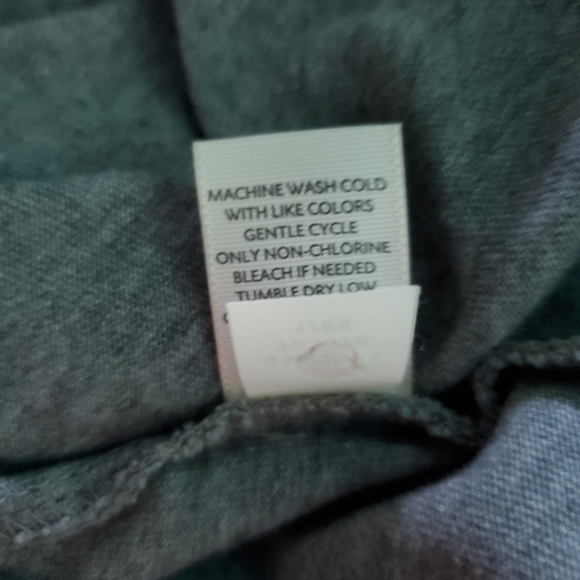 MACHINE WASH COLD
WITH LIKE COLORS
GENTLE CYCLE
ONLY NON-CHLORINE
BLEACH IF NEEDED
TUMBLE DRY LOW